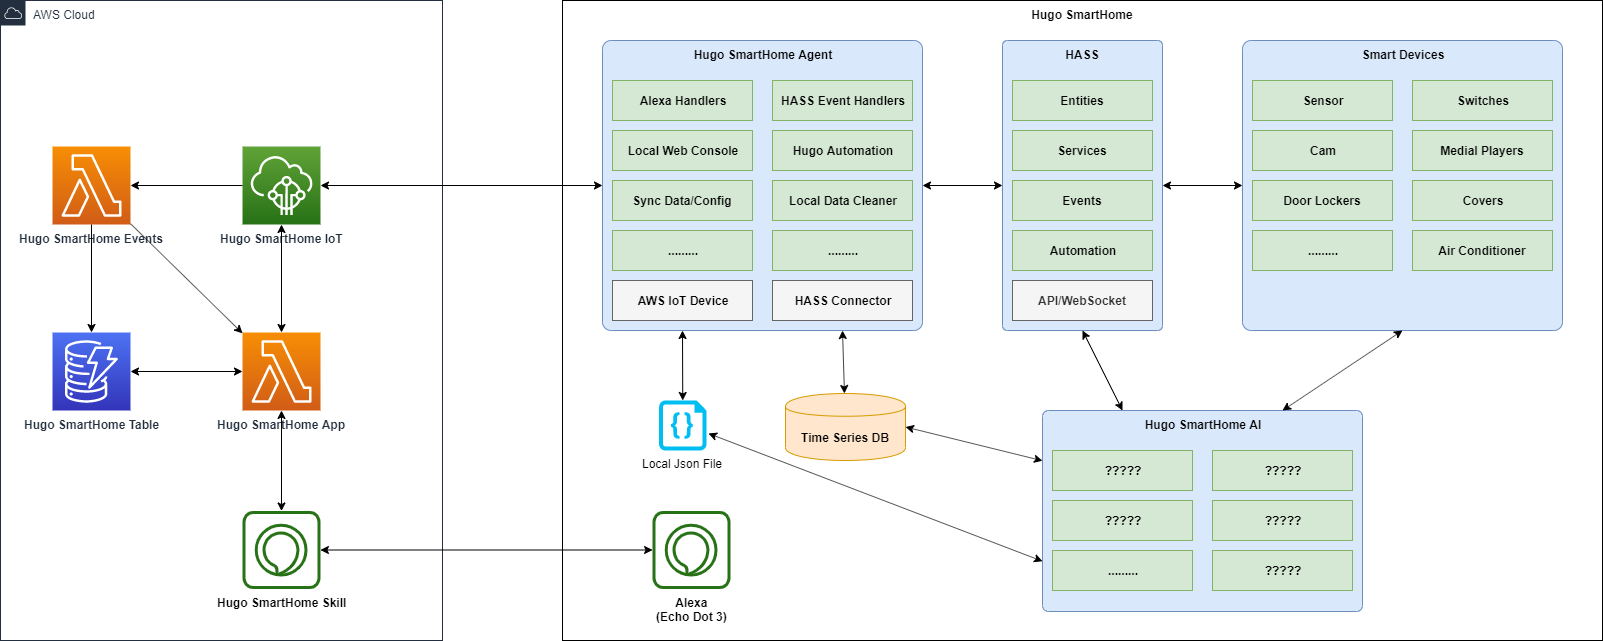 AWS Cloud
Hugo SmartHome Events
Hugo SmartHome IoT
Hugo SmartHome Table
Hugo SmartHome App
Hugo SmartHome Skill
Hugo SmartHome
Hugo SmartHome Agent
Alexa Handlers
HASS Event Handlers
Local Web Console
Hugo Automation
Sync Data/Config
Local Data Cleaner
.........
.........
AWS IoT Device
HASS Connector
HASS
Entities
Services
Events
Automation
API/WebSocket
Smart Devices
Sensor
Switches
Cam
Medial Players
Door Lockers
Covers
.........
Air Conditioner
{}
Local Json File
Time Series DB
Alexa
(Echo Dot 3)
Hugo SmartHome AI
?????
?????
?????
?????
.........
?????